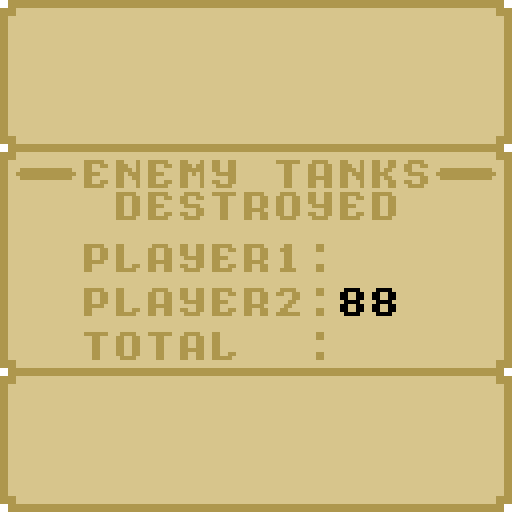 ENEMY TANKS
DESTROYED
PLAYER1:
PLAYER2:88
TOTAL  :